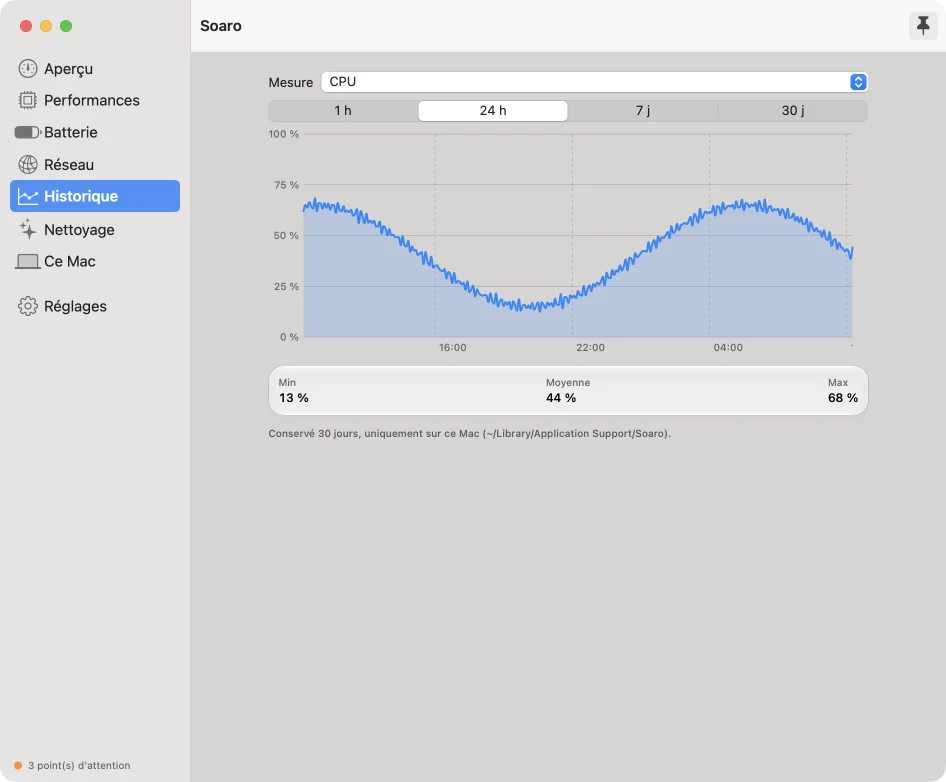 Soaro
Aperçu
Performances
Batterie
Réseau
Historique
Nettoyage
Ce Mac
Réglages
3 point(s) d'attention
Mesure CPU
1 h 24 h 7 j 30 j
100 %
75 %
50 %
25 %
0 %
16:00 22:00 04:00
Min Moyenne Max
13 % 44 % 68 %
Conservé 30 jours, uniquement sur ce Mac (~/Library/Application Support/Soaro).